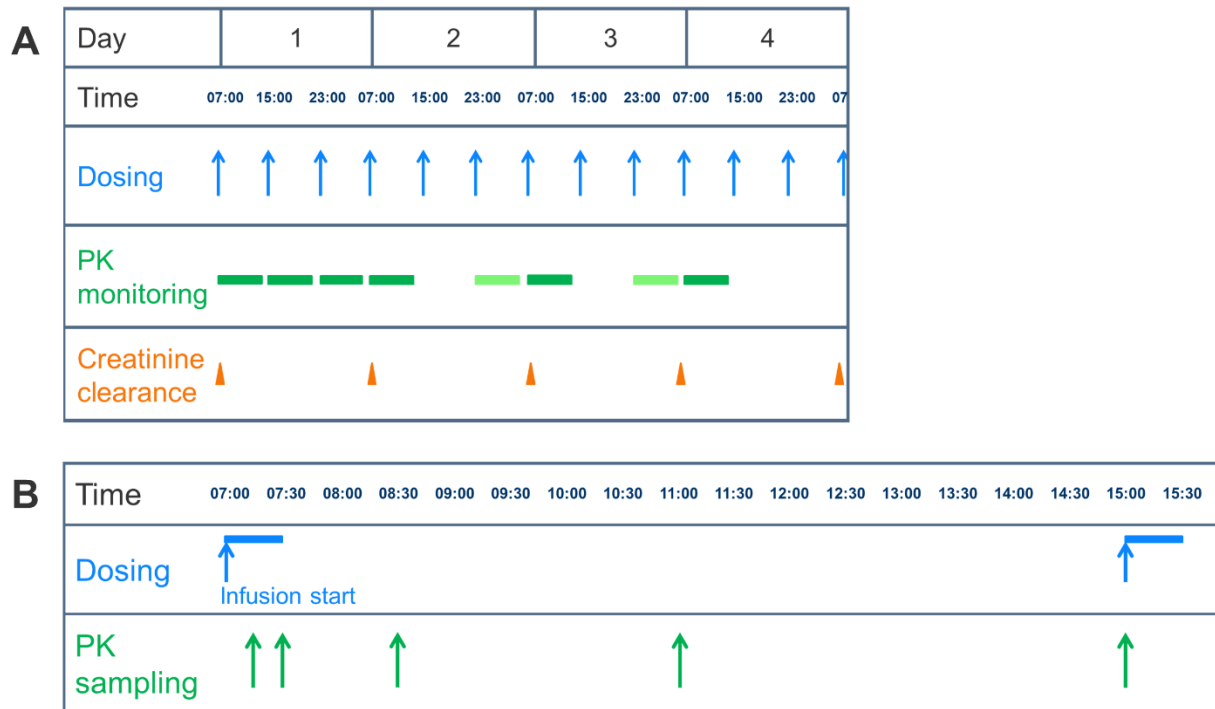 A
Day 1 2 3 4
Time 07:00 15:00 23:00 07:00 15:00 23:00 07:00 15:00 23:00 07:00 15:00 23:00 07
Dosing
PK
monitoring
Creatinine
clearance
B
Time 07:00 07:30 08:00 08:30 09:00 09:30 10:00 10:30 11:00 11:30 12:00 12:30 13:00 13:30 14:00 14:30 15:00 15:30
Dosing
Infusion start
PK
sampling